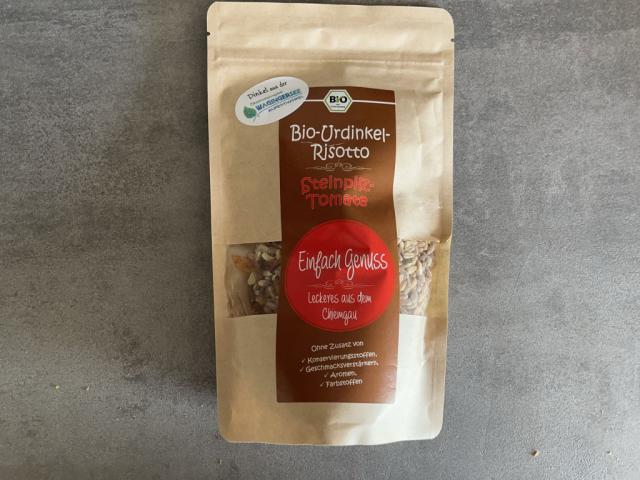 Dinkel aus der
WAGINGERSEE
BIO
Bio-Urdinkel-
Risotto
Steinpilz-
Tomate
Einfach Genuss
Leckeres aus dem
Chiemgau
Ohne Zusatz von
✓ Konservierungsstoffen,
✓ Geschmacksverstärkern,
✓ Aromen,
✓ Farbstoffen